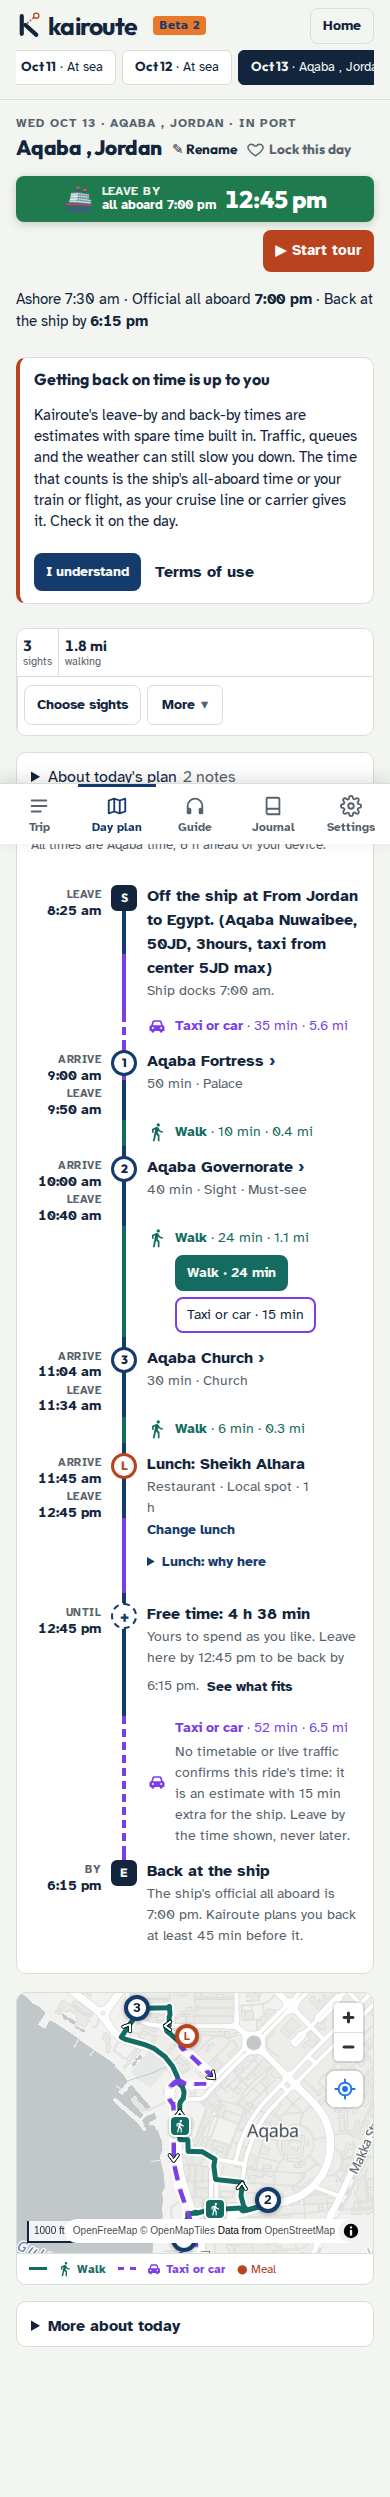 kairoute Beta 2 Home
Oct 11 · At sea Oct 12 · At sea Oct 13 · Aqaba , Jorda
WED OCT 13 · AQABA , JORDAN · IN PORT
Aqaba , Jordan ✎ Rename Lock this day
LEAVE BY
all aboard 7:00 pm 12:45 pm
▶ Start tour
Ashore 7:30 am · Official all aboard 7:00 pm · Back at
the ship by 6:15 pm
Getting back on time is up to you
Kairoute's leave-by and back-by times are
estimates with spare time built in. Traffic, queues
and the weather can still slow you down. The time
that counts is the ship's all-aboard time or your
train or flight, as your cruise line or carrier gives
it. Check it on the day.
I understand Terms of use
3 1.8 mi
sights walking
Choose sights More ▾
▶ About today's plan 2 notes
Trip Day plan Guide Journal Settings
All times are Aqaba time, 6 h ahead of your device.
LEAVE
8:25 am
S
Off the ship at From Jordan
to Egypt. (Aqaba Nuwaibee,
50JD, 3hours, taxi from
center 5JD max)
Ship docks 7:00 am.
Taxi or car · 35 min · 5.6 mi
ARRIVE
9:00 am
LEAVE
9:50 am
1
Aqaba Fortress ›
50 min · Palace
Walk · 10 min · 0.4 mi
ARRIVE
10:00 am
LEAVE
10:40 am
2
Aqaba Governorate ›
40 min · Sight · Must-see
Walk · 24 min · 1.1 mi
Walk · 24 min
Taxi or car · 15 min
ARRIVE
11:04 am
LEAVE
11:34 am
3
Aqaba Church ›
30 min · Church
Walk · 6 min · 0.3 mi
ARRIVE
11:45 am
LEAVE
12:45 pm
L
Lunch: Sheikh Alhara
Restaurant · Local spot · 1
h
Change lunch
▶ Lunch: why here
UNTIL
12:45 pm
+
Free time: 4 h 38 min
Yours to spend as you like. Leave
here by 12:45 pm to be back by
6:15 pm. See what fits
Taxi or car · 52 min · 6.5 mi
No timetable or live traffic
confirms this ride's time: it
is an estimate with 15 min
extra for the ship. Leave by
the time shown, never later.
BY
6:15 pm
E
Back at the ship
The ship's official all aboard is
7:00 pm. Kairoute plans you back
at least 45 min before it.
3
L
+
−
Aqaba
Makka St
2
1000 ft OpenFreeMap © OpenMapTiles Data from OpenStreetMap
Walk Taxi or car Meal
▶ More about today